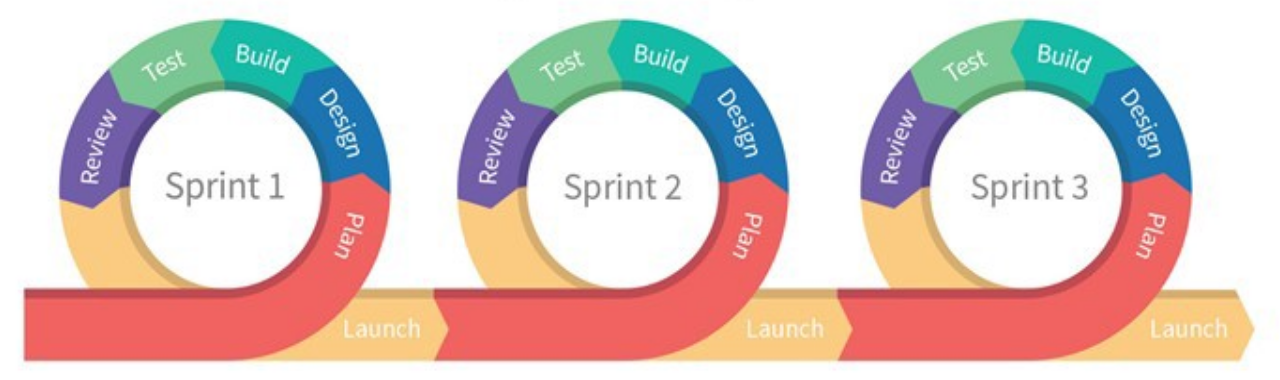 Test
Build
Design
Review
Sprint 1
Plan
Launch
Test
Build
Design
Review
Sprint 2
Plan
Launch
Test
Build
Design
Review
Sprint 3
Plan
Launch